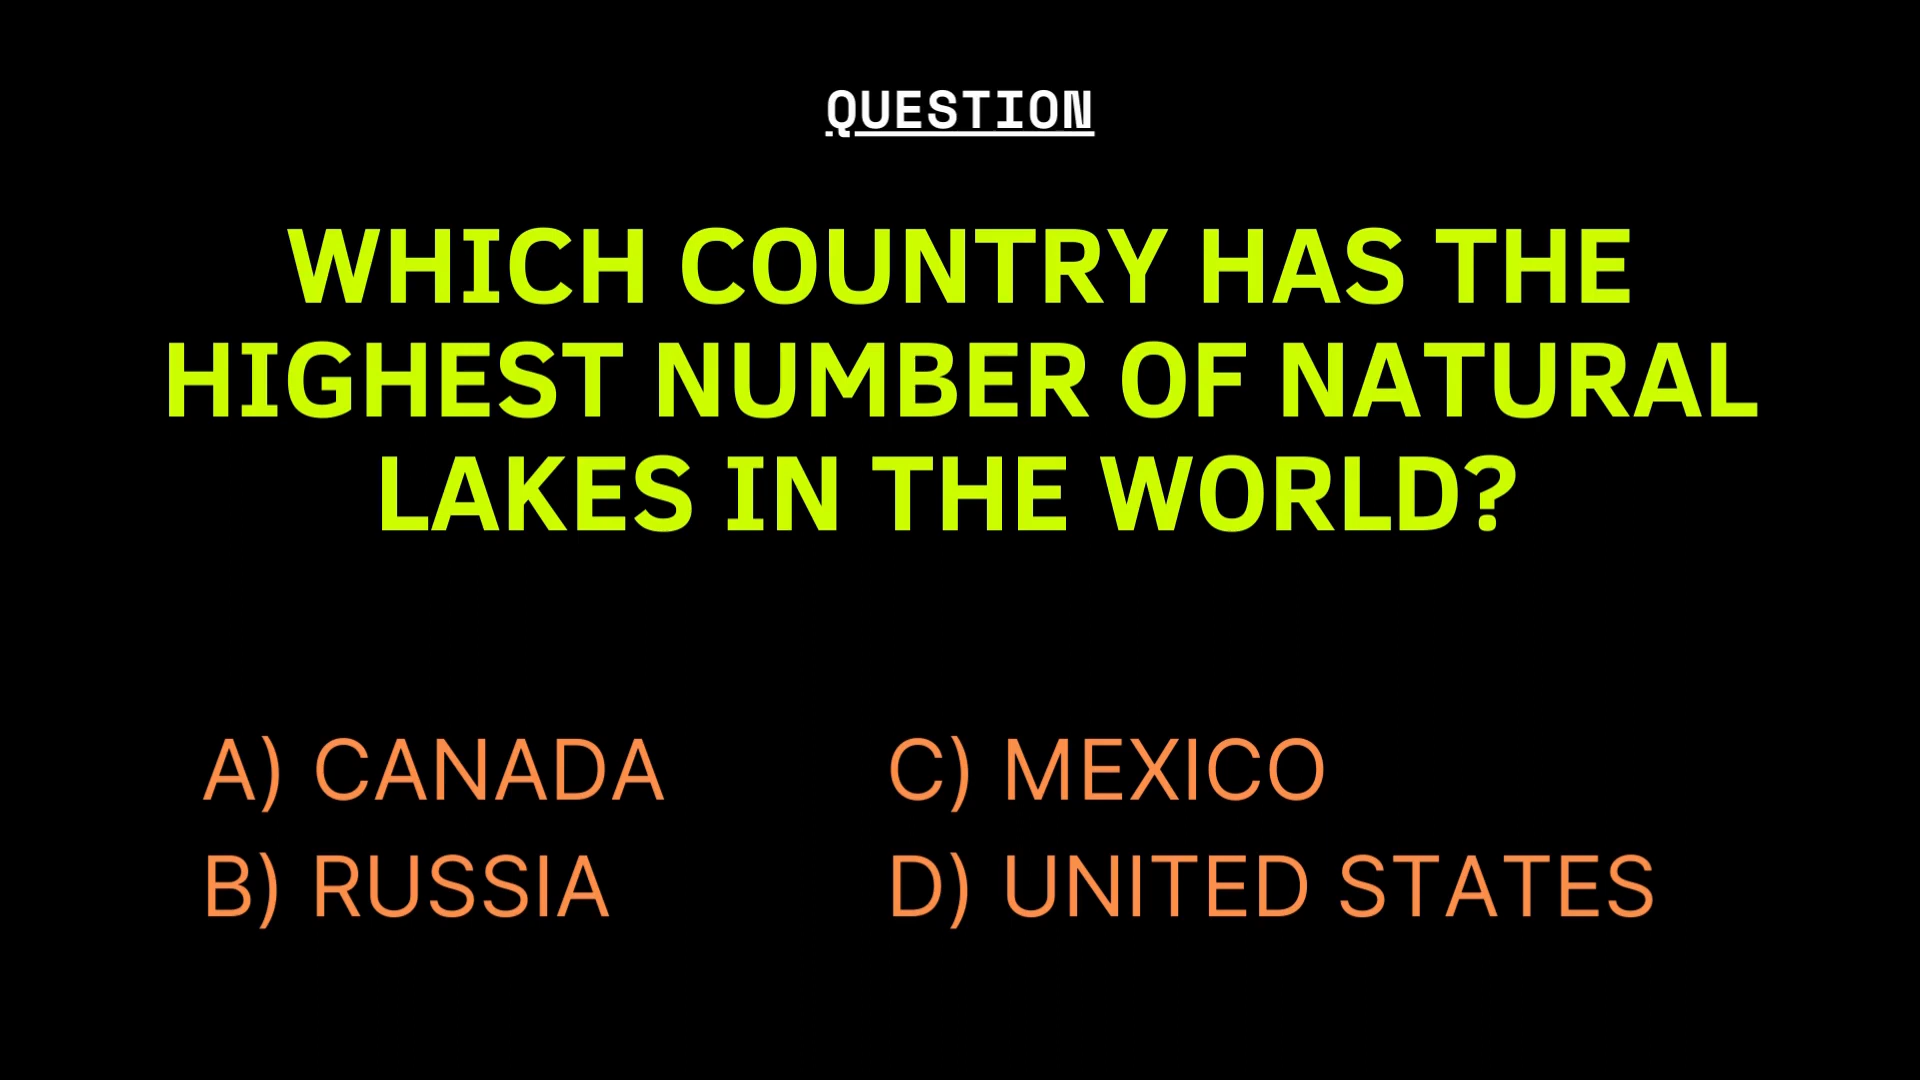 QUESTION
WHICH COUNTRY HAS THE
HIGHEST NUMBER OF NATURAL
LAKES IN THE WORLD?
A) CANADA
B) RUSSIA
C) MEXICO
D) UNITED STATES